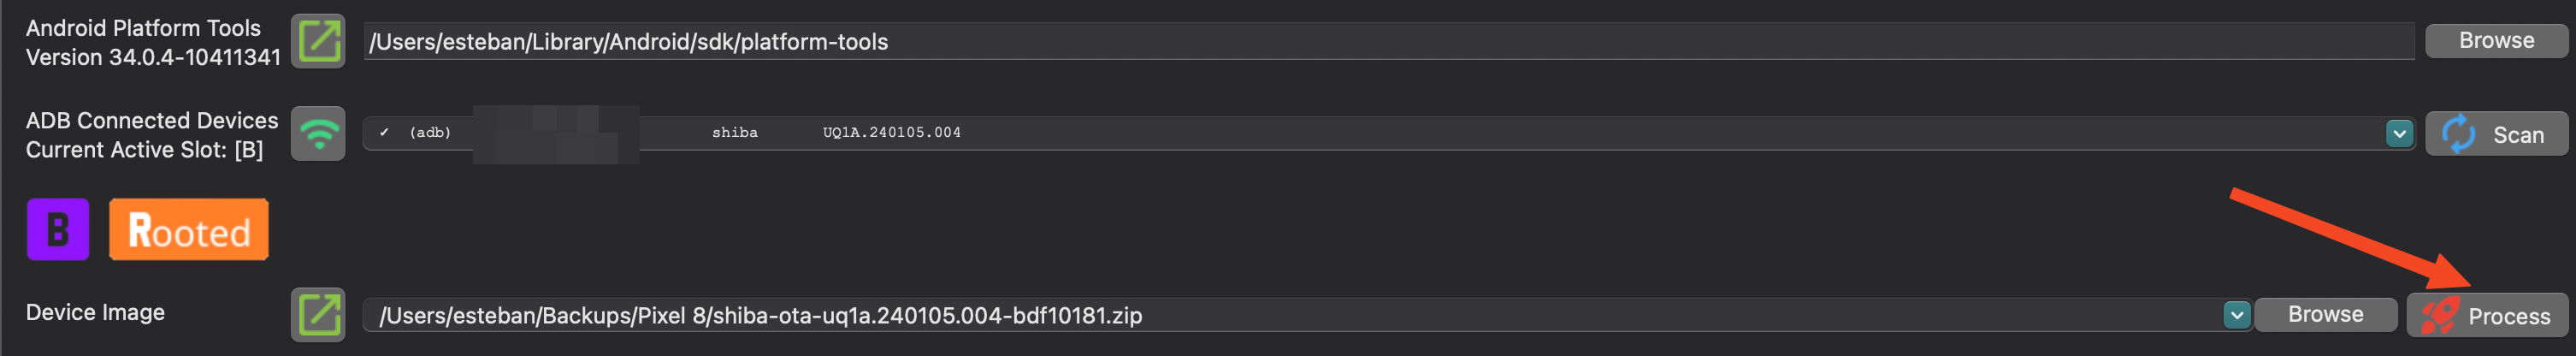 Android Platform Tools
Version 34.0.4-10411341
/Users/esteban/Library/Android/sdk/platform-tools
Browse
ADB Connected Devices
Current Active Slot: [B]
✓ (adb) shiba UQ1A.240105.004
Scan
B Rooted
Device Image
/Users/esteban/Backups/Pixel 8/shiba-ota-uq1a.240105.004-bdf10181.zip
Browse
Process